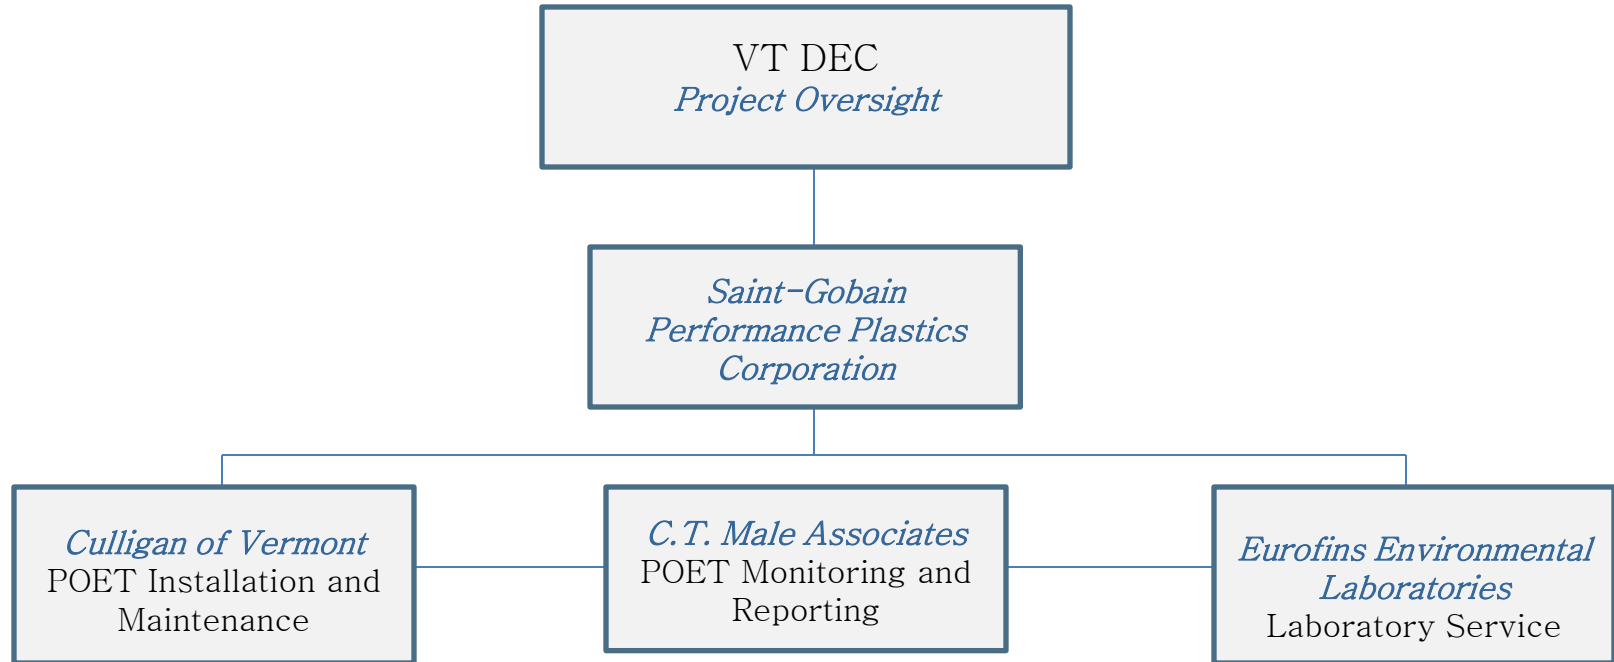 VT DEC
Project Oversight
Saint-Gobain
Performance Plastics
Corporation
Culligan of Vermont
POET Installation and
Maintenance
C.T. Male Associates
POET Monitoring and
Reporting
Eurofins Environmental
Laboratories
Laboratory Service